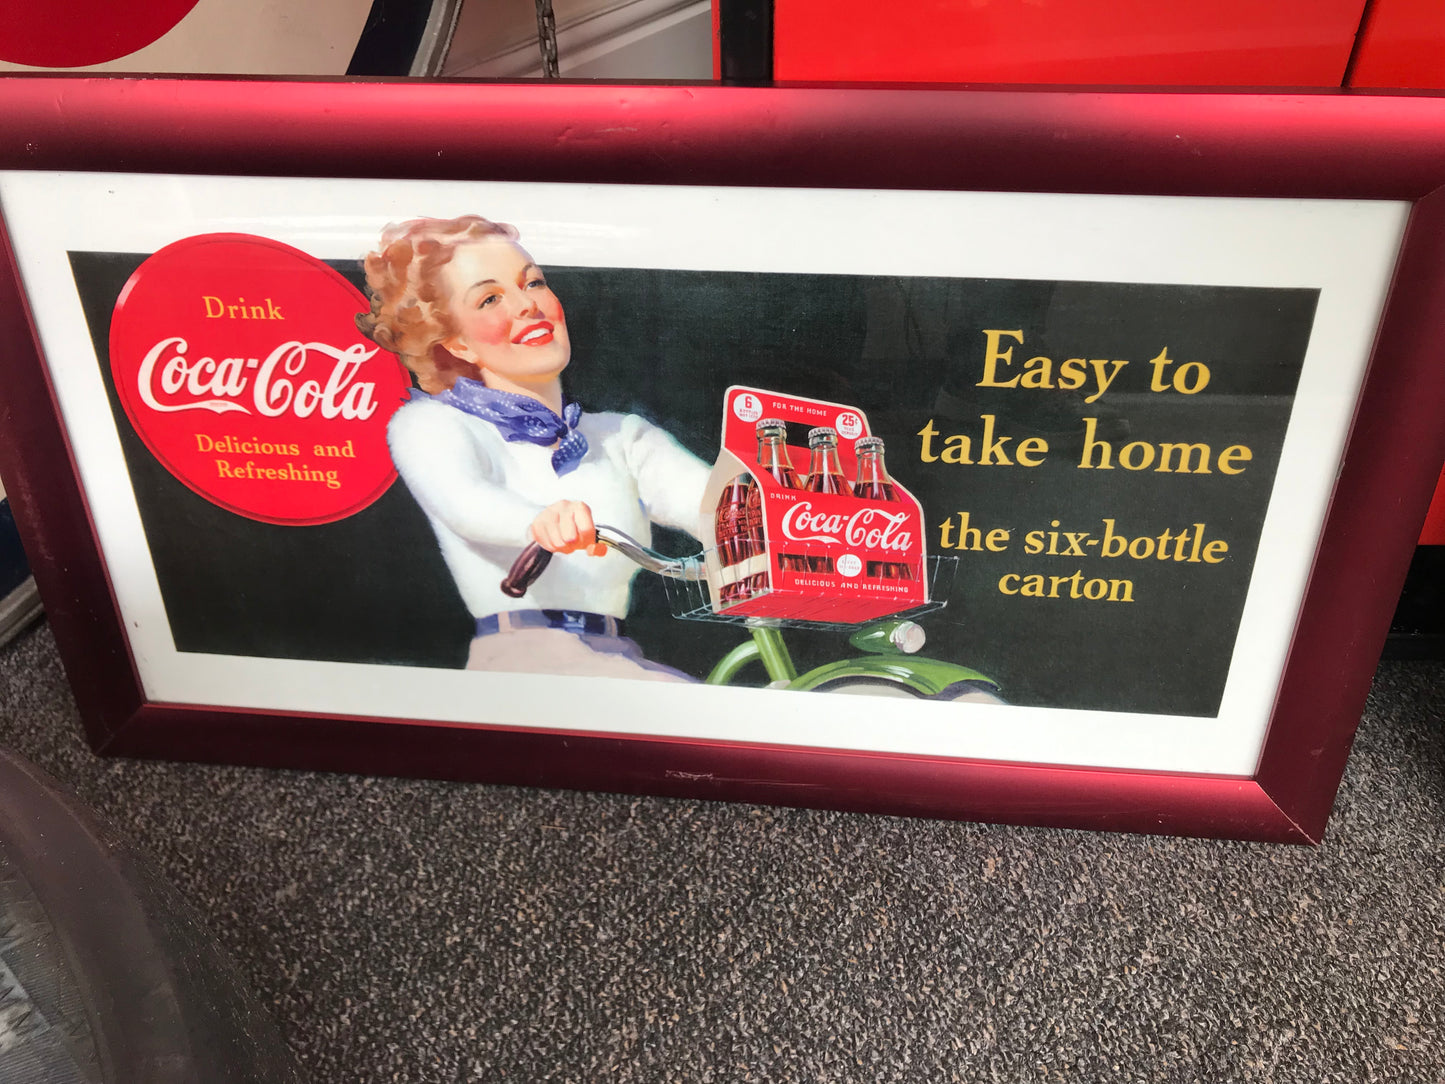 Drink
Coca-Cola
Delicious and
Refreshing
6
FOR THE HOME
25¢
DRINK
Coca-Cola
DELICIOUS AND REFRESHING
Easy to
take home
the six-bottle
carton